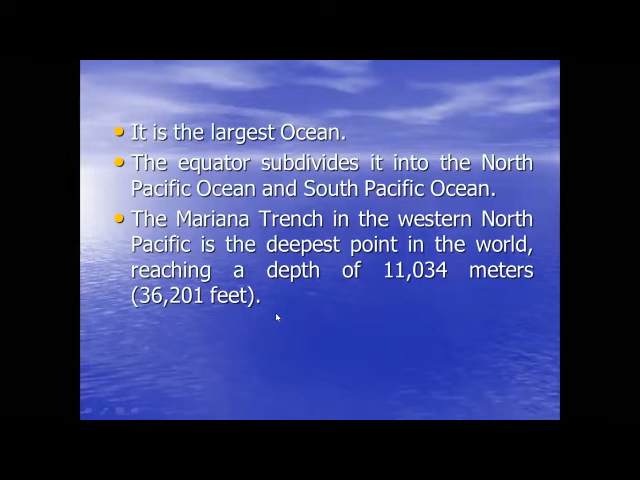 • It is the largest Ocean.
• The equator subdivides it into the North
Pacific Ocean and South Pacific Ocean.
• The Mariana Trench in the western North
Pacific is the deepest point in the world,
reaching a depth of 11,034 meters
(36,201 feet).